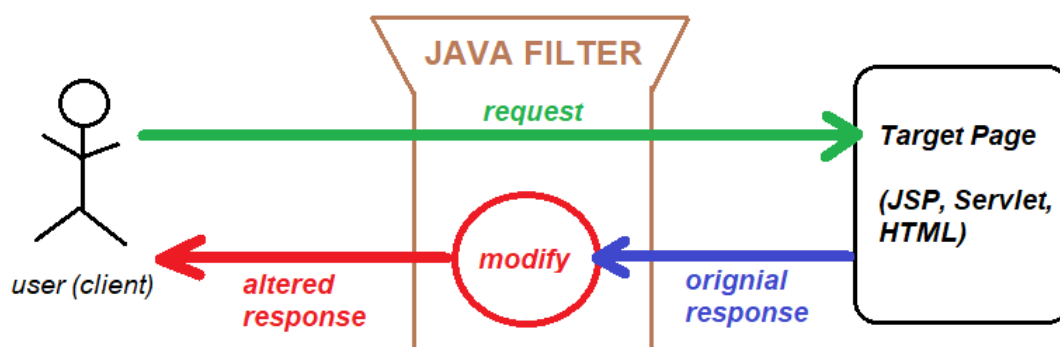 JAVA FILTER
request
Target Page
(JSP, Servlet,
HTML)
modify
user (client)
altered
response
orignial
response